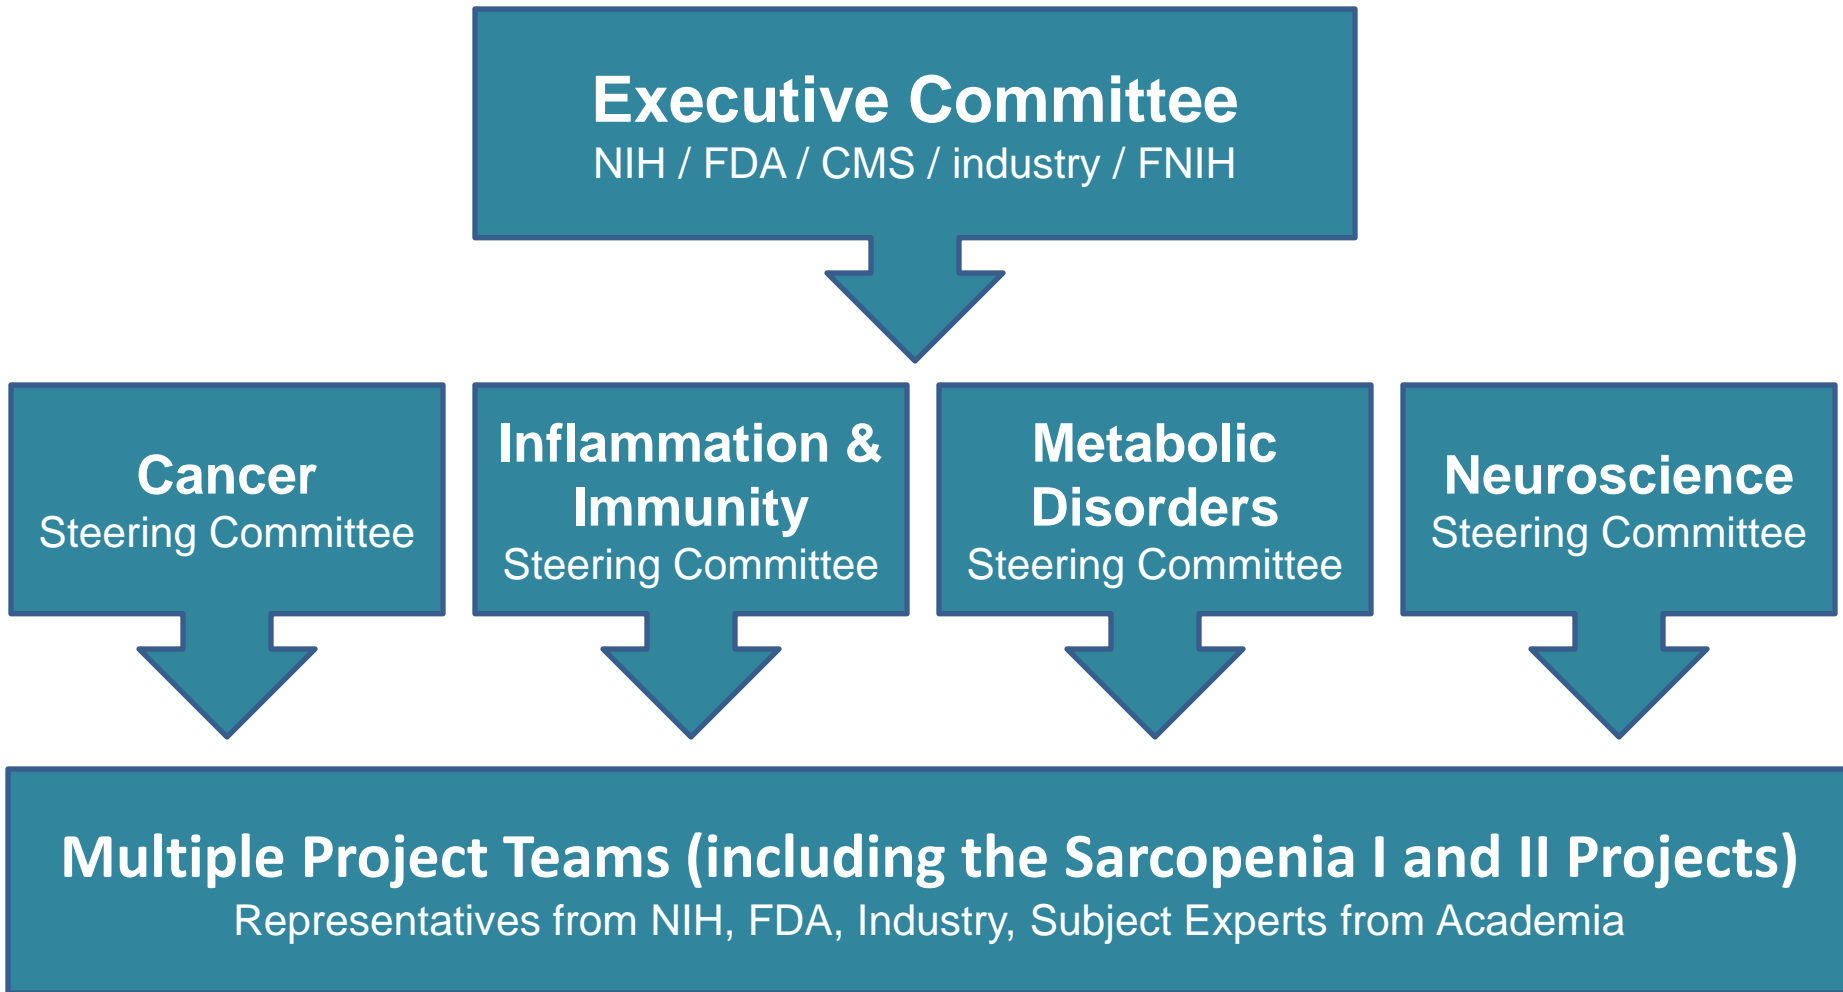 Executive Committee
NIH / FDA / CMS / industry / FNIH
Cancer
Steering Committee
Inflammation &
Immunity
Steering Committee
Metabolic
Disorders
Steering Committee
Neuroscience
Steering Committee
Multiple Project Teams (including the Sarcopenia I and II Projects)
Representatives from NIH, FDA, Industry, Subject Experts from Academia